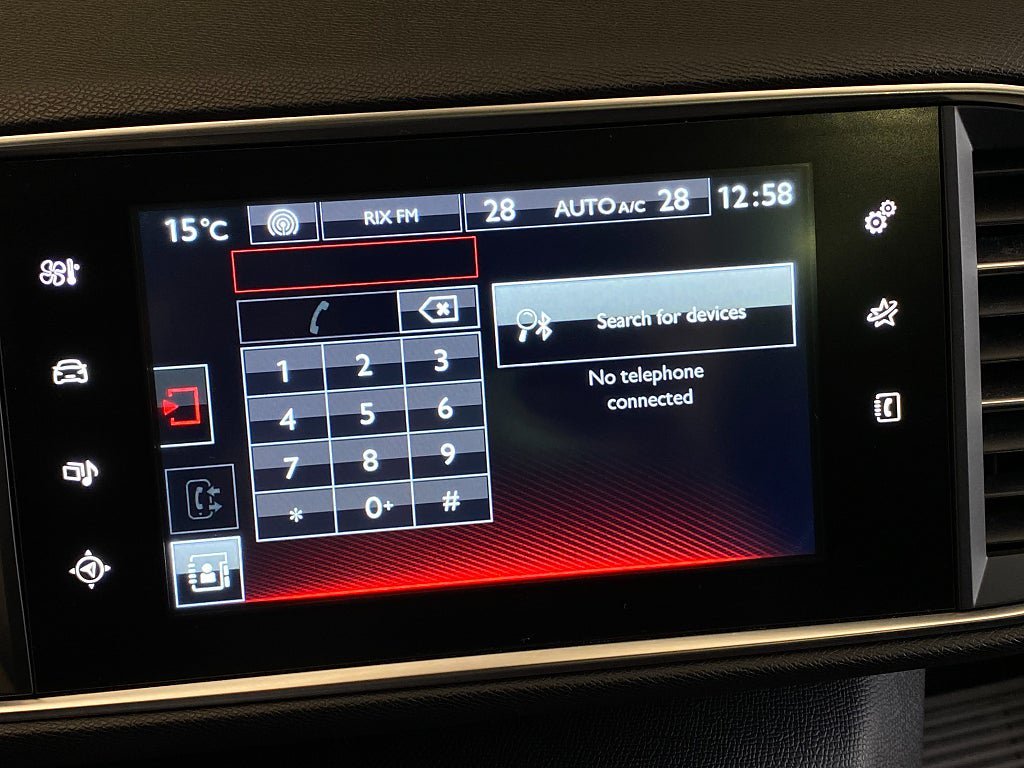 15°C RIX FM 28 AUTO A/C 28 12:58
Search for devices
No telephone
connected
1 2 3
4 5 6
7 8 9
* 0+ #